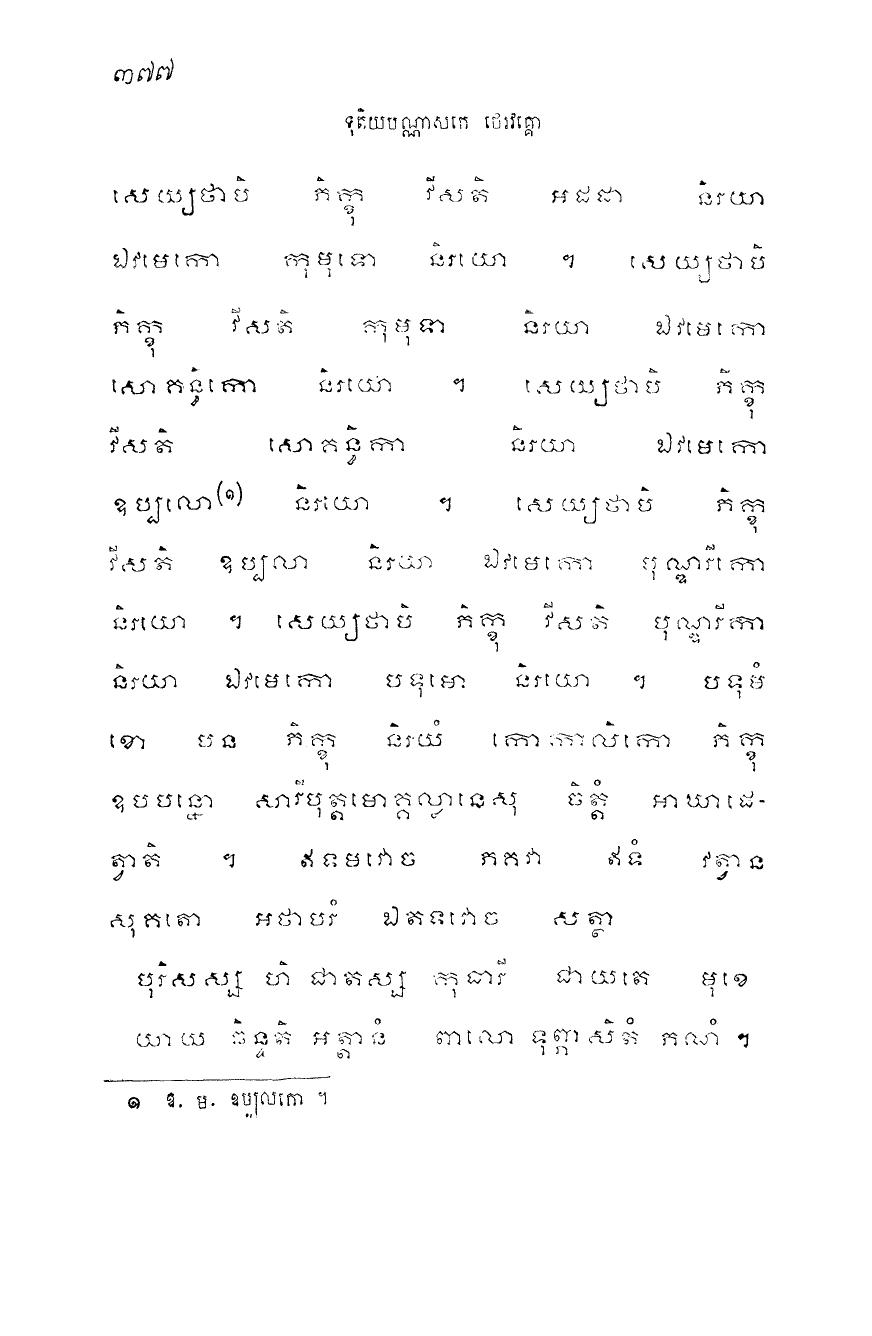 ៣៧៧
ទុតិយបណ្ណាសកេ ថេរវគ្គោ
សេយ្យថាបិ ភិក្ខុ វីសតិ អដដា និរយា
ឯវមេកោ កុមុទោ និរយោ ។ សេយ្យថាបិ
ភិក្ខុ វីសតិ កុមុទា និរយា ឯវមេកោ
សោគន្ធិកោ និរយោ ។ សេយ្យថាបិ ភិក្ខុ
វីសតិ សោគន្ធិកា និរយា ឯវមេកោ
ឧប្បលោ(១) និរយោ ។ សេយ្យថាបិ ភិក្ខុ
វីសតិ ឧប្បលា និរយា ឯវមេកោ បុណ្ឌរីកោ
និរយោ ។ សេយ្យថាបិ ភិក្ខុ វីសតិ បុណ្ឌរីកា
និរយា ឯវមេកោ បទុមោ និរយោ ។ បទុមំ
ខោ បន ភិក្ខុ និរយំ កោកាលិកោ ភិក្ខុ
ឧបបន្នោ សារីបុត្តមោគ្គល្លានេសុ ចិត្តំ អាឃាដេ-
ត្វាតិ ។ ឥទមវោច ភគវា ឥទំ វត្វាន
សុគតោ អថាបរំ ឯតទវោច សត្ថា
បុរិសស្ស ហិ ជាតស្ស កុធារី ជាយតេ មុខេ
យាយ ឆិន្ទតិ អត្តានំ ពាលោ ទុព្ភាសិតំ ភណំ ។
១ ឱ. ម. ឧប្បលកោ ។